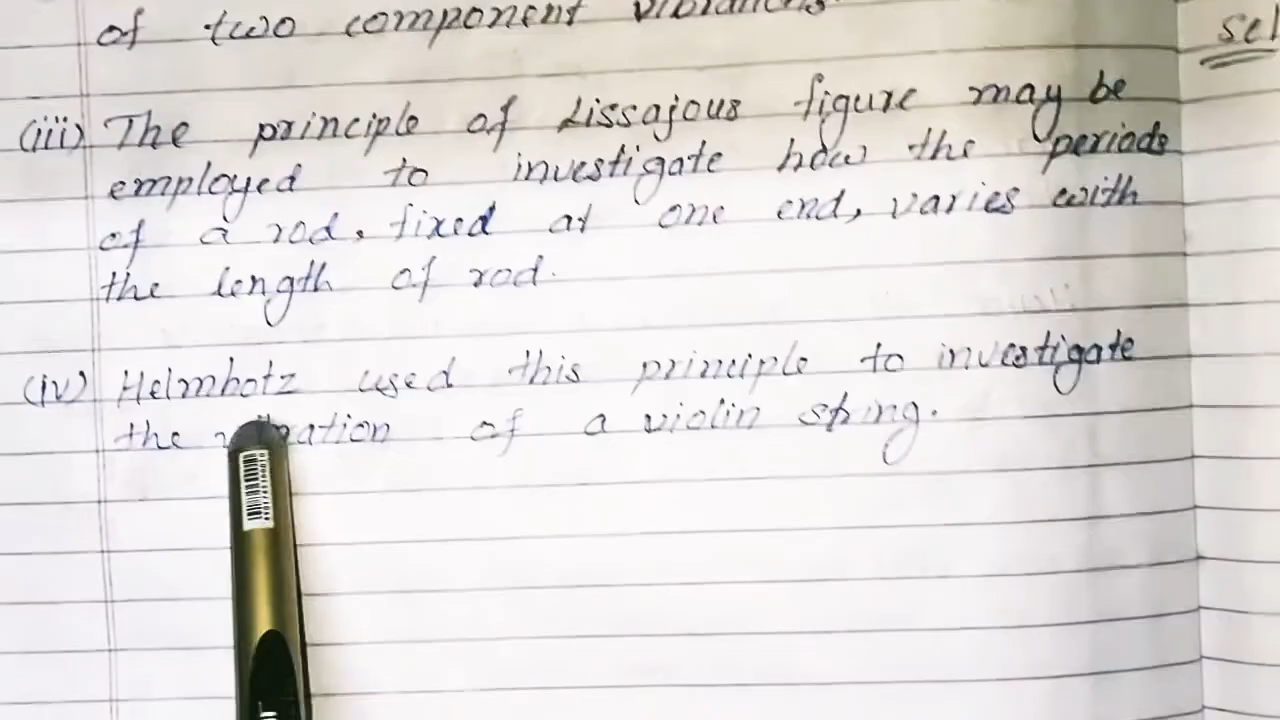 of two component vibrations
(iii) The principle of Lissajous figure may be
employed to investigate how the periods
of a rod, fixed at one end, varies with
the length of rod.
(iv) Helmhotz used this principle to investigate
the of a violin string.